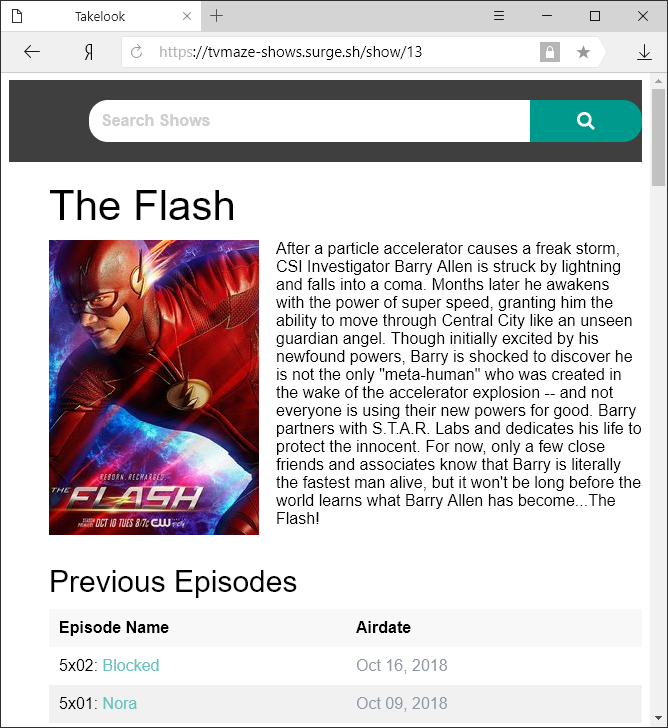 Takelook
Я https://tvmaze-shows.surge.sh/show/13
Search Shows
The Flash
After a particle accelerator causes a freak storm,
CSI Investigator Barry Allen is struck by lightning
and falls into a coma. Months later he awakens
with the power of super speed, granting him the
ability to move through Central City like an unseen
guardian angel. Though initially excited by his
newfound powers, Barry is shocked to discover he
is not the only "meta-human" who was created in
the wake of the accelerator explosion -- and not
everyone is using their new powers for good. Barry
partners with S.T.A.R. Labs and dedicates his life to
protect the innocent. For now, only a few close
friends and associates know that Barry is literally
the fastest man alive, but it won't be long before the
world learns what Barry Allen has become...The
Flash!
REBORN. RECHARGED.
THE FLASH
SEASON PREMIERE OCT 10 TUES 8/7c CW
Previous Episodes
Episode Name Airdate
5x02: Blocked Oct 16, 2018
5x01: Nora Oct 09, 2018